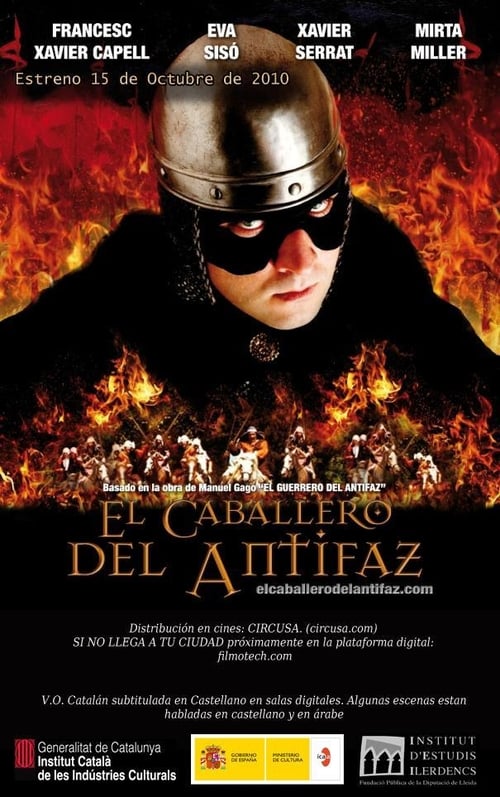 FRANCESC XAVIER CAPELL
EVA SISÓ
XAVIER SERRAT
MIRTA MILLER
Estreno 15 de Octubre de 2010
Basado en la obra de Manuel Gago "EL GUERRERO DEL ANTIFAZ"
EL CABALLERO
DEL ANTIFAZ
elcaballerodelantifaz.com
Distribución en cines: CIRCUSA. (circusa.com)
SI NO LLEGA A TU CIUDAD próximamente en la plataforma digital:
filmotech.com
V.O. Catalán subtitulada en Castellano en salas digitales. Algunas escenas estan
habladas en castellano y en árabe
Generalitat de Catalunya
Institut Català
de les Indústries Culturals
GOBIERNO
DE ESPAÑA
MINISTERIO
DE CULTURA
ica
INSTITUT
D'ESTUDIS
ILERDENCS
Fundació Pública de la Diputació de Lleida